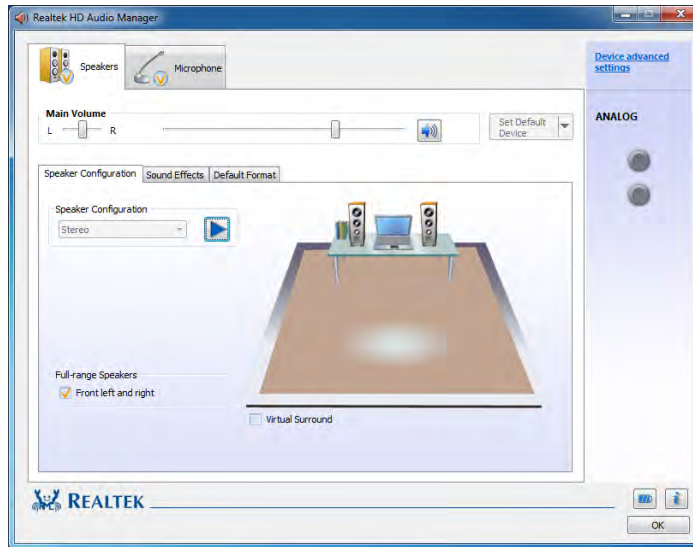 Realtek HD Audio Manager
Speakers
Microphone
Device advanced
settings
Main Volume
L
R
Set Default
Device
ANALOG
Speaker Configuration
Sound Effects
Default Format
Speaker Configuration
Stereo
Full-range Speakers
Front left and right
Virtual Surround
REALTEK
OK